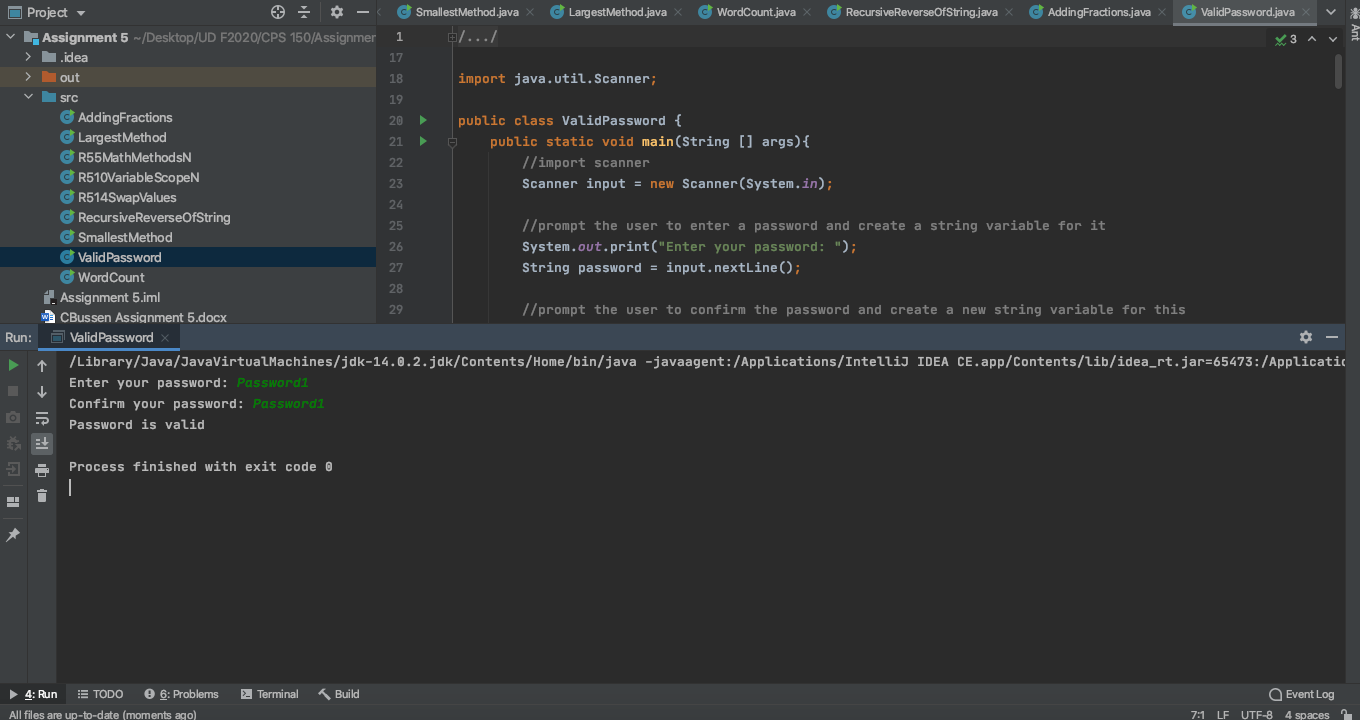 Project
SmallestMethod.java
LargestMethod.java
WordCount.java
RecursiveReverseOfString.java
AddingFractions.java
ValidPassword.java
Ant
Assignment 5 ~/Desktop/UD F2020/CPS 150/Assignmen
.idea
out
src
AddingFractions
LargestMethod
R55MathMethodsN
R510VariableScopeN
R514SwapValues
RecursiveReverseOfString
SmallestMethod
ValidPassword
WordCount
Assignment 5.iml
CBussen Assignment 5.docx
3
1 /.../
17
18 import java.util.Scanner;
19
20 public class ValidPassword {
21 public static void main(String [] args){
22 //import scanner
23 Scanner input = new Scanner(System.in);
24
25 //prompt the user to enter a password and create a string variable for it
26 System.out.print("Enter your password: ");
27 String password = input.nextLine();
28
29 //prompt the user to confirm the password and create a new string variable for this
Run: ValidPassword
/Library/Java/JavaVirtualMachines/jdk-14.0.2.jdk/Contents/Home/bin/java -javaagent:/Applications/IntelliJ IDEA CE.app/Contents/lib/idea_rt.jar=65473:/Applicatio
Enter your password: Password1
Confirm your password: Password1
Password is valid
Process finished with exit code 0
4: Run TODO 6: Problems Terminal Build Event Log
All files are up-to-date (moments ago) 7:1 LF UTF-8 4 spaces